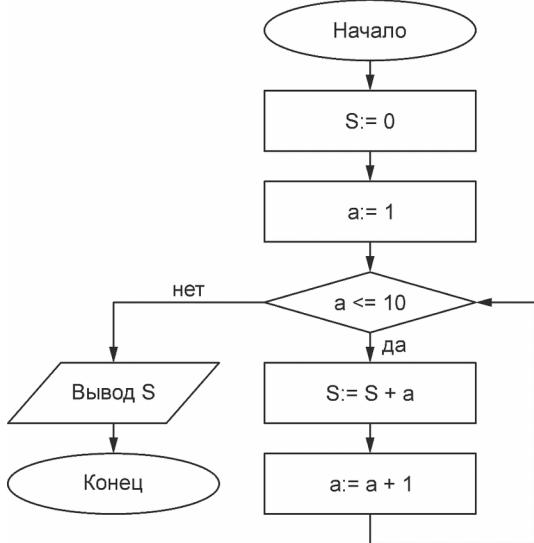 Начало
S:= 0
a:= 1
нет
a <= 10
да
Вывод S
S:= S + a
Конец
a:= a + 1